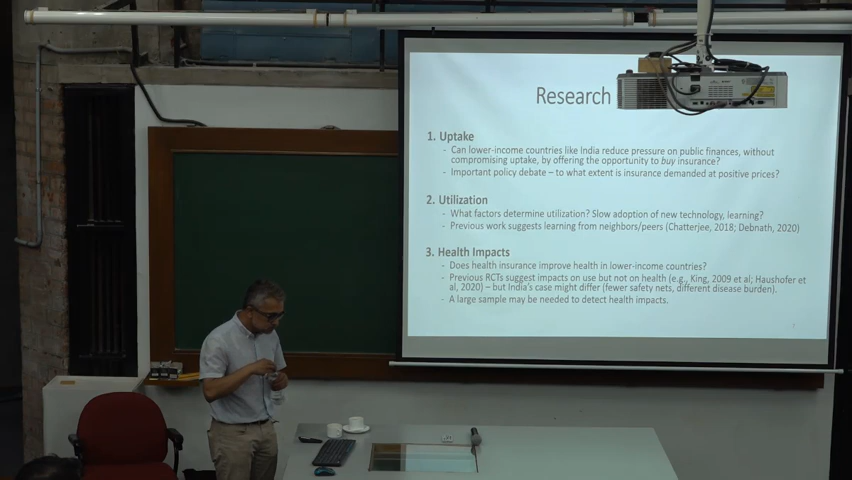 Research
1. Uptake
- Can lower-income countries like India reduce pressure on public finances, without
compromising uptake, by offering the opportunity to buy insurance?
- Important policy debate – to what extent is insurance demanded at positive prices?
2. Utilization
- What factors determine utilization? Slow adoption of new technology, learning?
- Previous work suggests learning from neighbors/peers (Chatterjee, 2018; Debnath, 2020)
3. Health Impacts
- Does health insurance improve health in lower-income countries?
- Previous RCTs suggest impacts on use but not on health (e.g., King, 2009 et al; Haushofer et
al, 2020) – but India's case might differ (fewer safety nets, different disease burden).
- A large sample may be needed to detect health impacts.
7